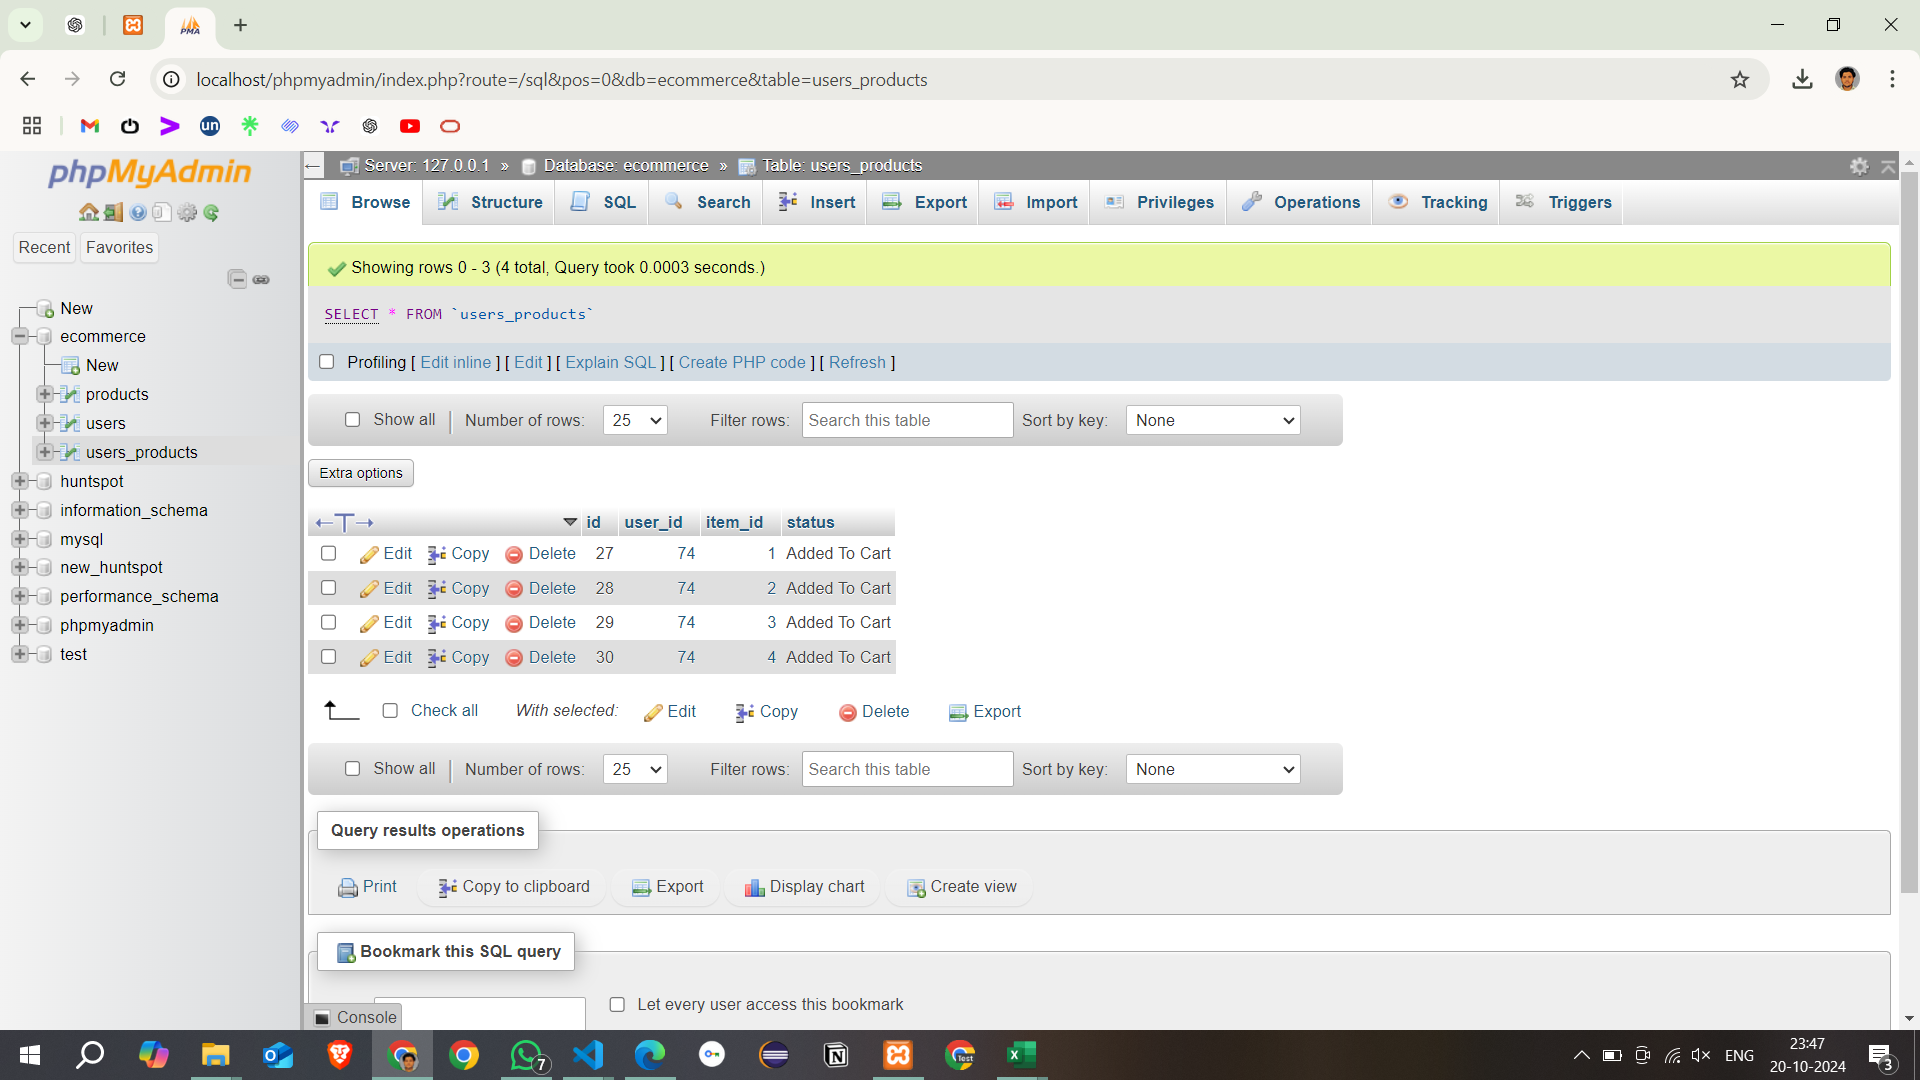 PMA
localhost/phpmyadmin/index.php?route=/sql&pos=0&db=ecommerce&table=users_products
un
phpMyAdmin
Recent Favorites
New
ecommerce
New
products
users
users_products
huntspot
information_schema
mysql
new_huntspot
performance_schema
phpmyadmin
test
Server: 127.0.0.1 » Database: ecommerce » Table: users_products
Browse Structure SQL Search Insert Export Import Privileges Operations Tracking Triggers
Showing rows 0 - 3 (4 total, Query took 0.0003 seconds.)
SELECT * FROM `users_products`
Profiling [ Edit inline ] [ Edit ] [ Explain SQL ] [ Create PHP code ] [ Refresh ]
Show all Number of rows: 25 Filter rows: Search this table Sort by key: None
Extra options
←T→ id user_id item_id status
Edit Copy Delete 27 74 1 Added To Cart
Edit Copy Delete 28 74 2 Added To Cart
Edit Copy Delete 29 74 3 Added To Cart
Edit Copy Delete 30 74 4 Added To Cart
Check all With selected: Edit Copy Delete Export
Show all Number of rows: 25 Filter rows: Search this table Sort by key: None
Query results operations
Print Copy to clipboard Export Display chart Create view
Bookmark this SQL query
Let every user access this bookmark
Console
7
Test
ENG
23:47
20-10-2024
3